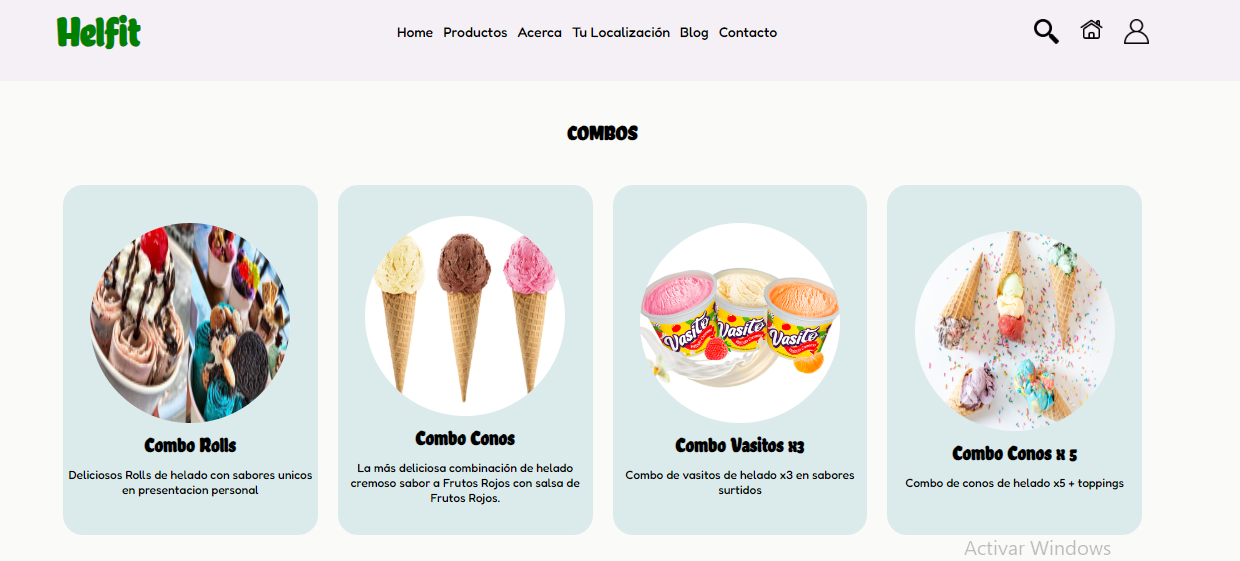 Helfit
Home Productos Acerca Tu Localización Blog Contacto
COMBOS
Vasité Vasité Vasité
Combo Rolls
Deliciosos Rolls de helado con sabores unicos
en presentacion personal
Combo Conos
La más deliciosa combinación de helado
cremoso sabor a Frutos Rojos con salsa de
Frutos Rojos.
Combo Vasitos x3
Combo de vasitos de helado x3 en sabores
surtidos
Combo Conos x 5
Combo de conos de helado x5 + toppings
Activar Windows